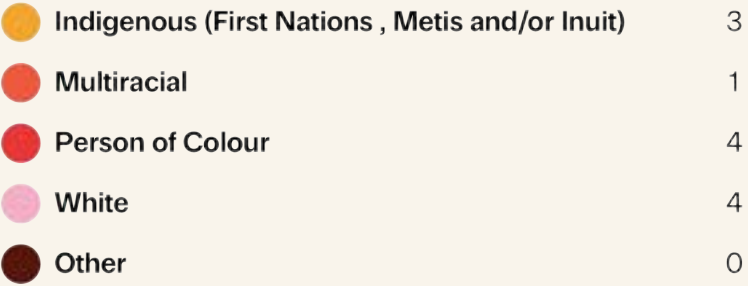 Indigenous (First Nations , Metis and/or Inuit) 3
Multiracial 1
Person of Colour 4
White 4
Other 0